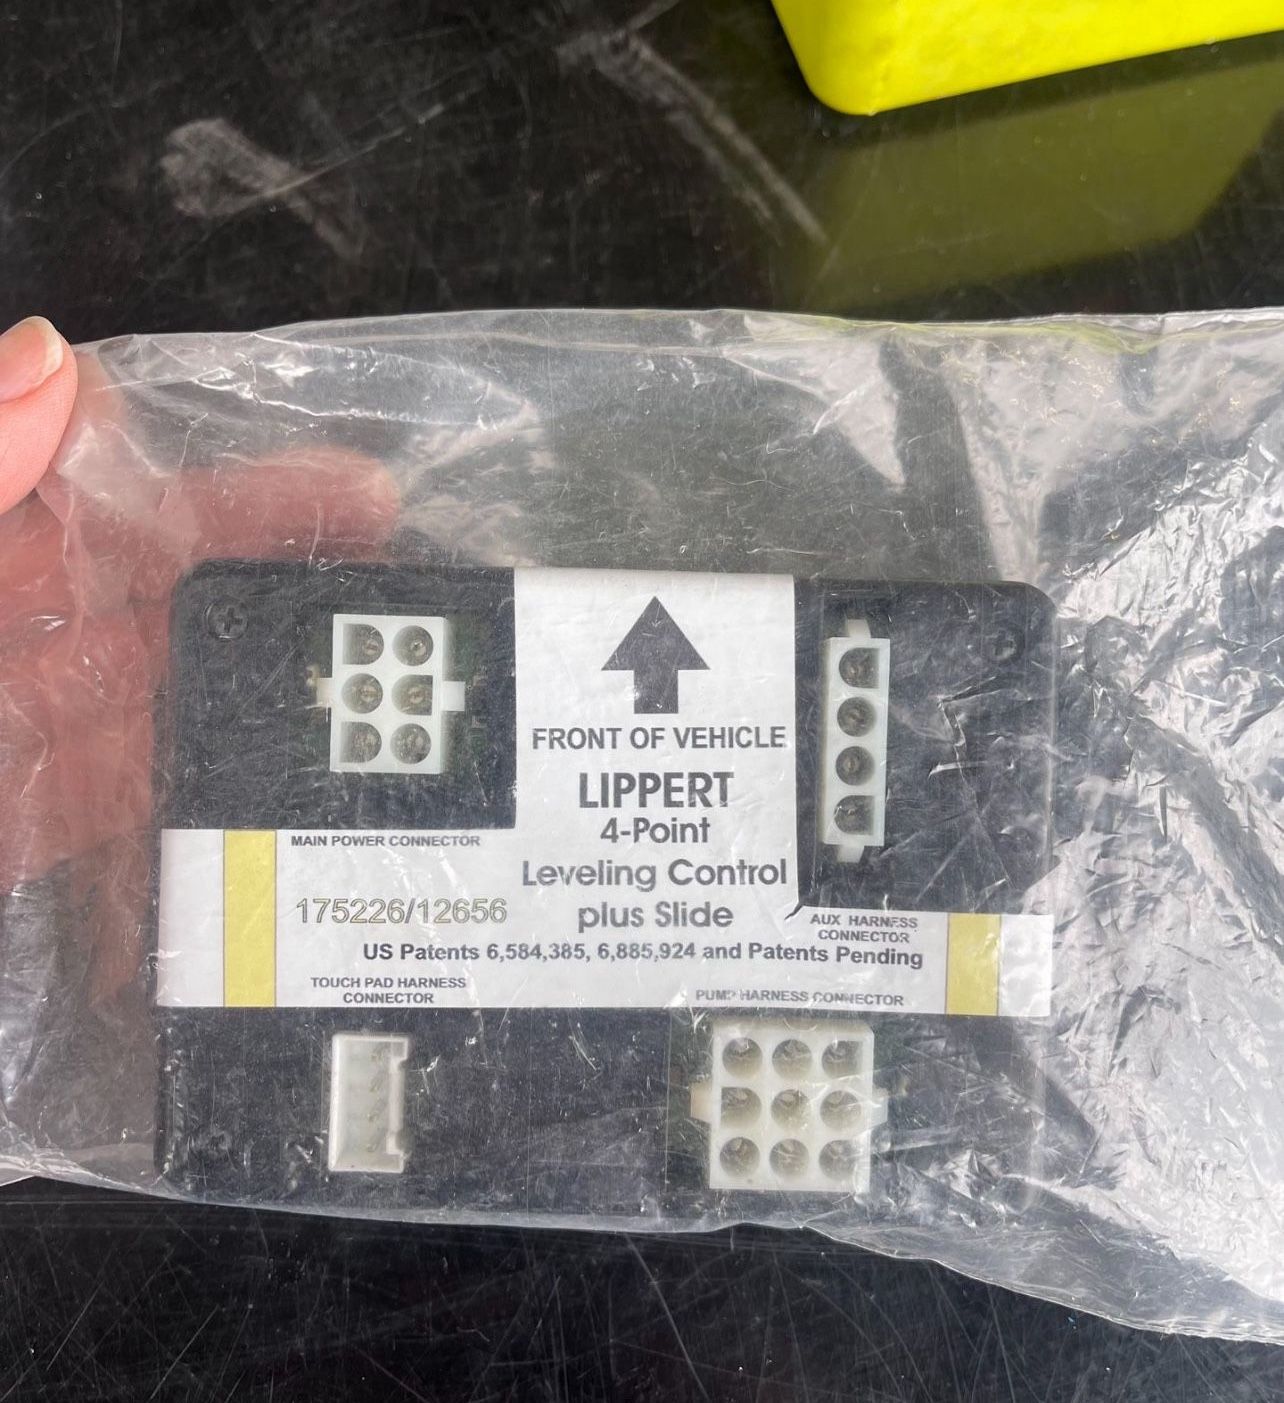 FRONT OF VEHICLE
LIPPERT
4-Point
Leveling Control
plus Slide
MAIN POWER CONNECTOR
175226/12656
AUX HARNESS
CONNECTOR
US Patents 6,584,385, 6,885,924 and Patents Pending
TOUCH PAD HARNESS
CONNECTOR
PUMP HARNESS CONNECTOR